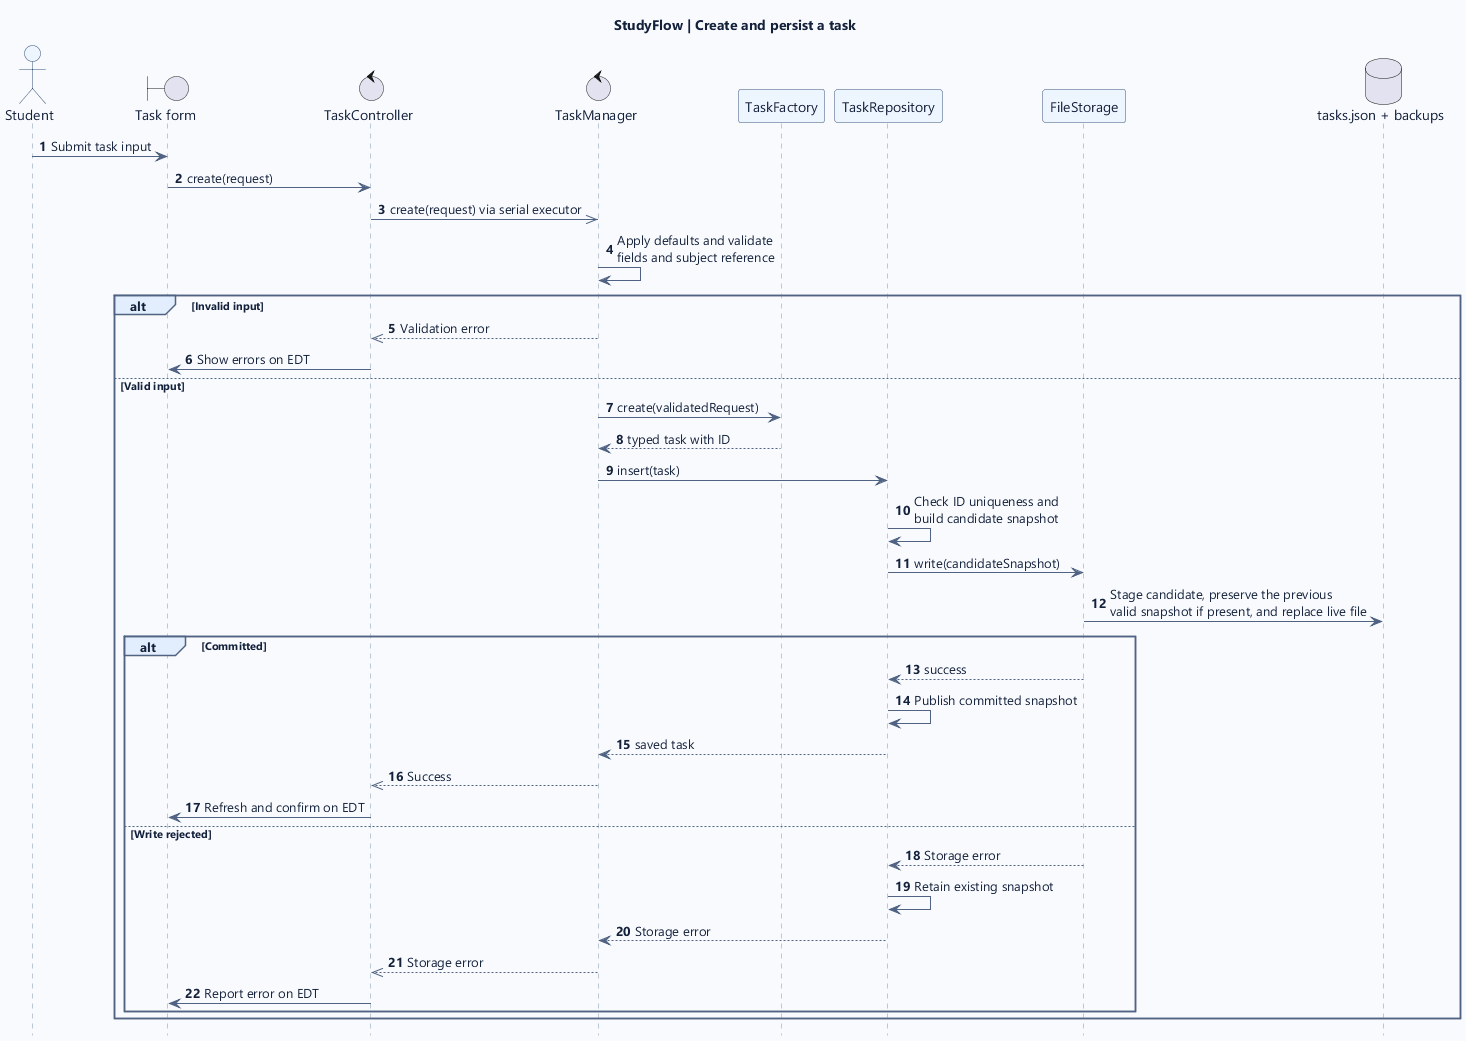 StudyFlow | Create and persist a task
Student
Task form
TaskController
TaskManager
TaskFactory
TaskRepository
FileStorage
tasks.json + backups
1 Submit task input
2 create(request)
3 create(request) via serial executor
4 Apply defaults and validate
fields and subject reference
alt [Invalid input]
5 Validation error
6 Show errors on EDT
[Valid input]
7 create(validatedRequest)
8 typed task with ID
9 insert(task)
10 Check ID uniqueness and
build candidate snapshot
11 write(candidateSnapshot)
12 Stage candidate, preserve the previous
valid snapshot if present, and replace live file
alt [Committed]
13 success
14 Publish committed snapshot
15 saved task
16 Success
17 Refresh and confirm on EDT
[Write rejected]
18 Storage error
19 Retain existing snapshot
20 Storage error
21 Storage error
22 Report error on EDT